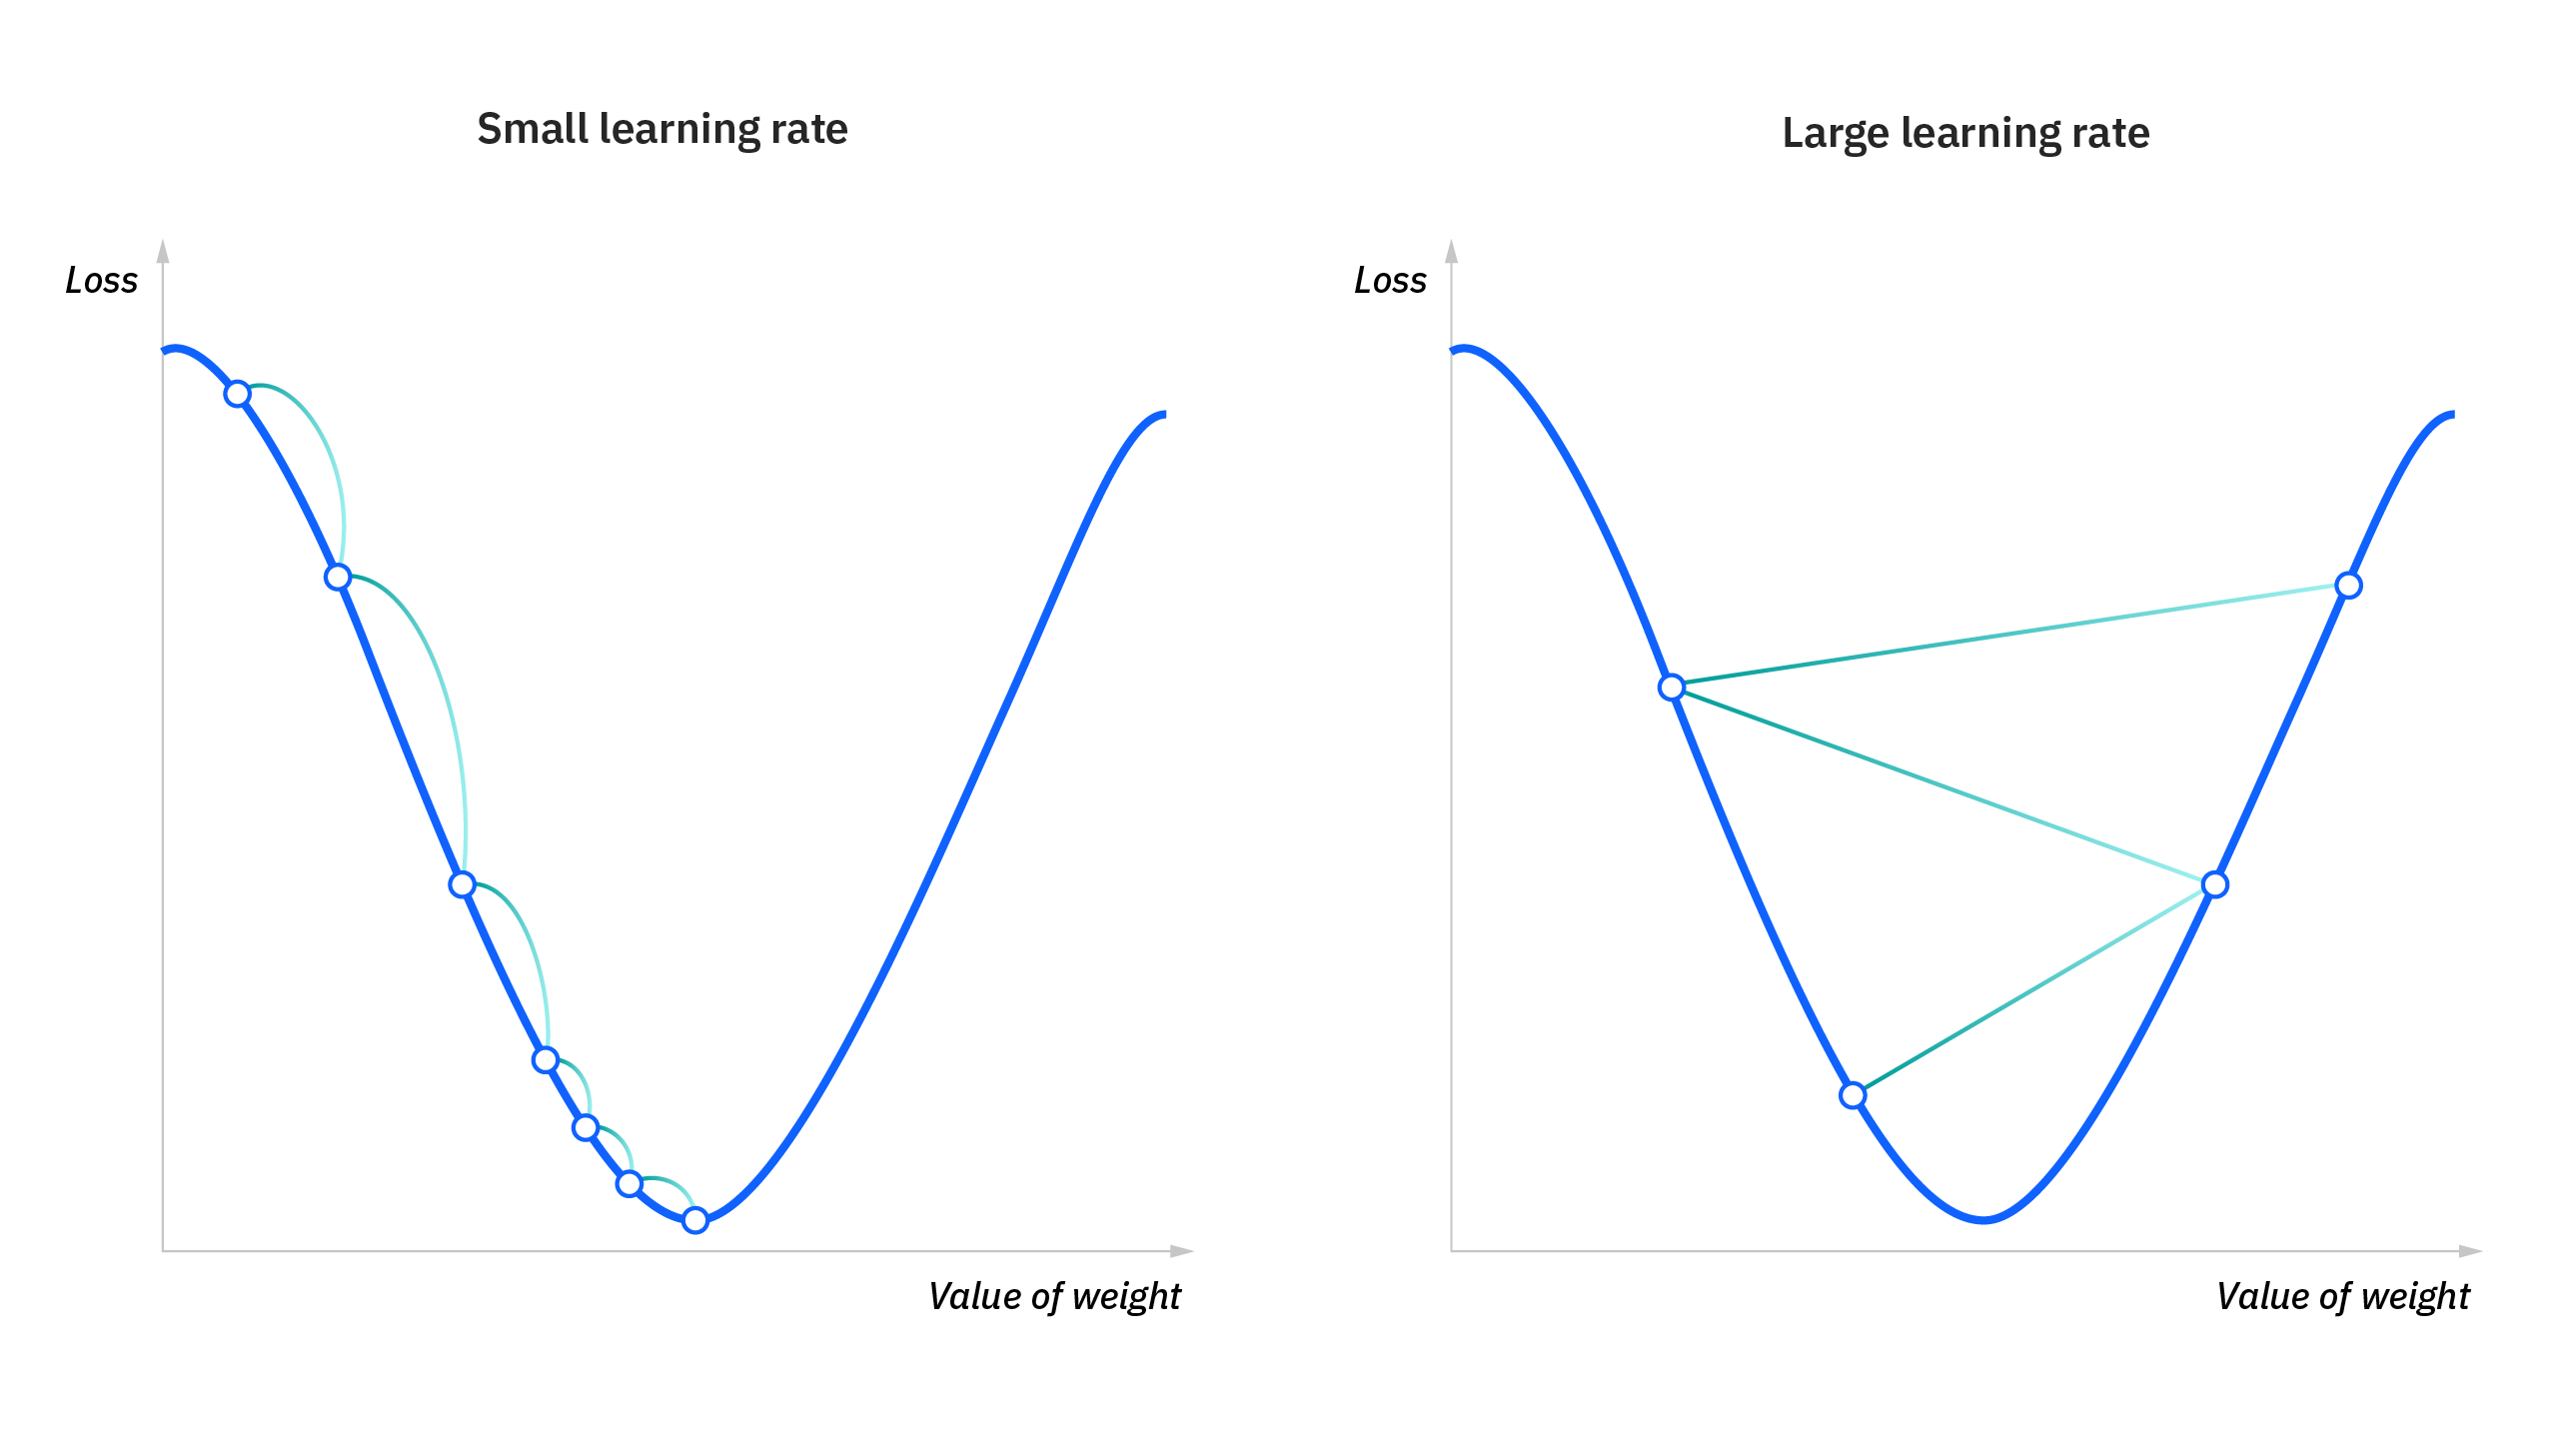 Small learning rate
Large learning rate
Loss
Loss
Value of weight
Value of weight